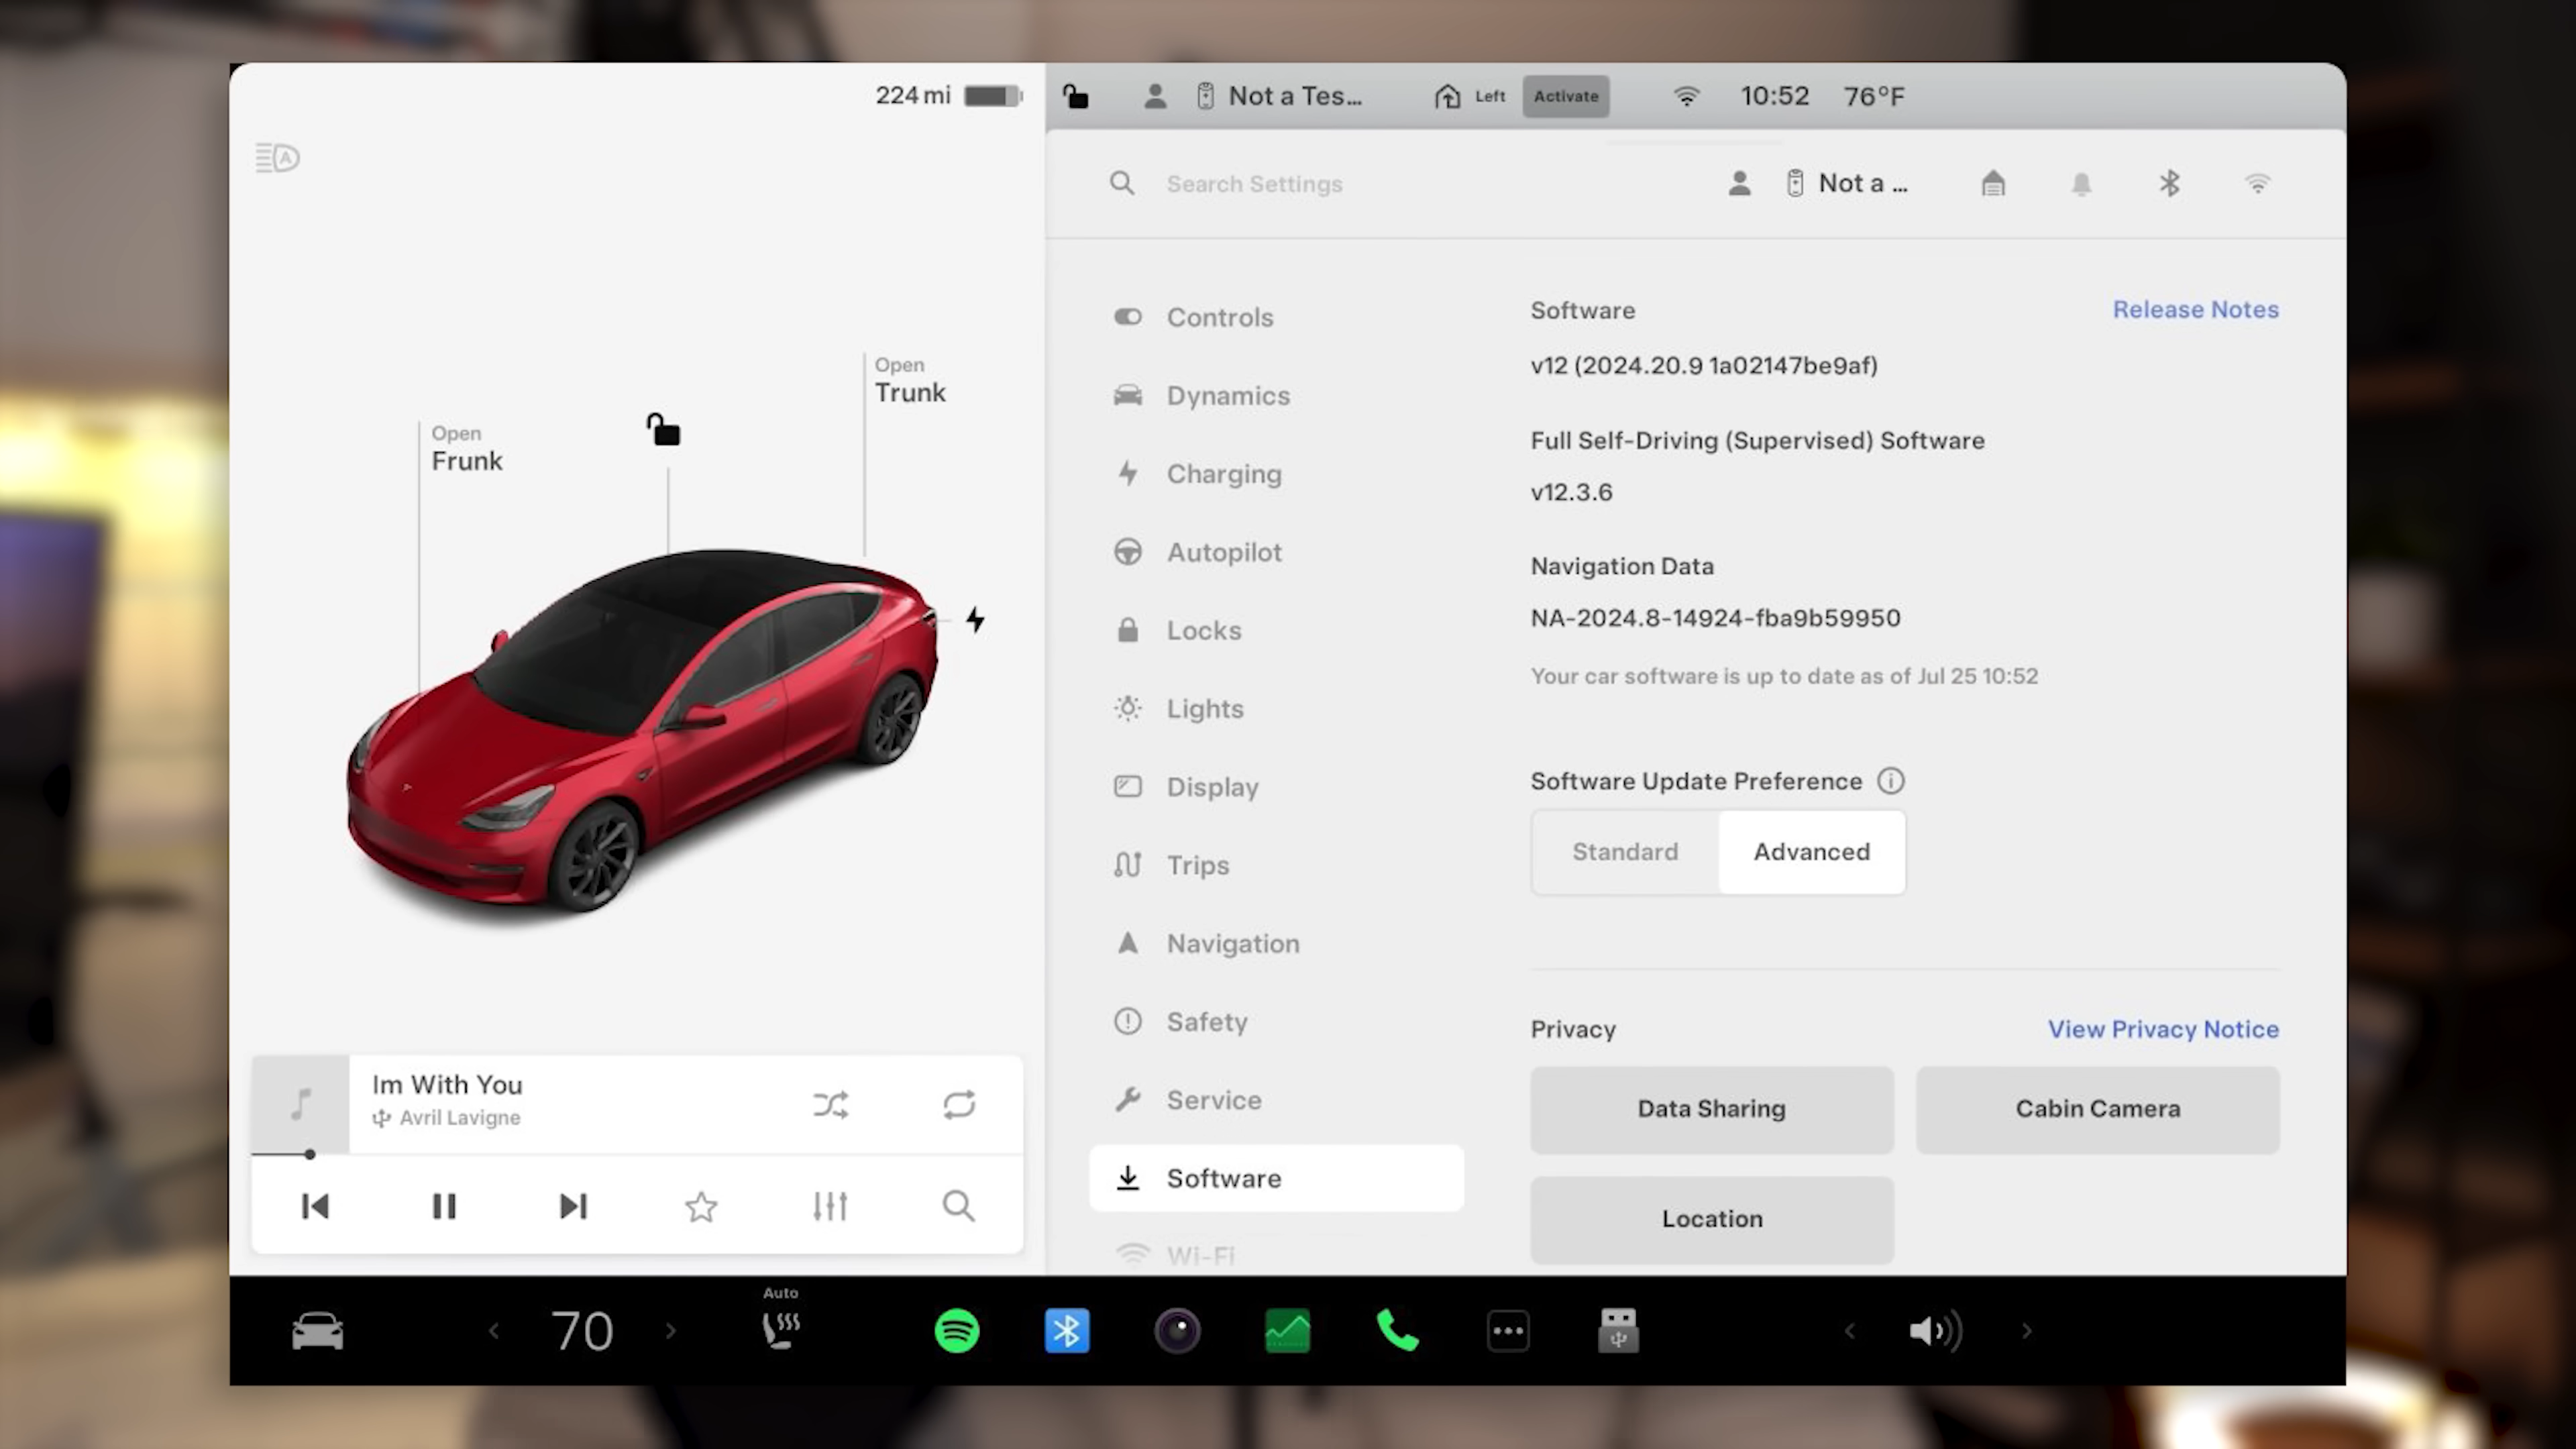 224 mi
Not a Tes...
Left
Activate
10:52
76°F
A
Search Settings
Not a ...
Open
Trunk
Open
Frunk
Controls
Dynamics
Charging
Autopilot
Locks
Lights
Display
Trips
Navigation
Safety
Service
Software
Wi-Fi
Software
Release Notes
v12 (2024.20.9 1a02147be9af)
Full Self-Driving (Supervised) Software
v12.3.6
Navigation Data
NA-2024.8-14924-fba9b59950
Your car software is up to date as of Jul 25 10:52
Software Update Preference
Standard
Advanced
Privacy
View Privacy Notice
Data Sharing
Cabin Camera
Location
Im With You
Avril Lavigne
70
Auto